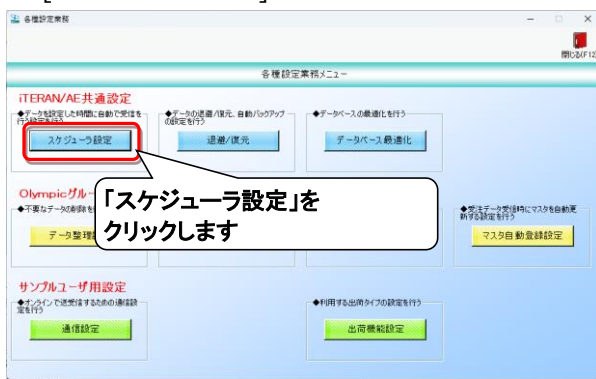 各種設定業務
閉じる(F12
各種設定業務メニュー
iTERAN/AE共通設定
◆データを設定した時間に自動で受信を
行う設定を行う
スケジューラ設定
◆データの退避/復元、自動バックアップ
の設定を行う
退避/復元
◆データベースの最適化を行う
データベース最適化
「スケジューラ設定」を
クリックします
Olympicグル
◆不要なデータの削除を
データ整理
◆受注データ受信時にマスタを自動更
新する設定を行う
マスタ自動登録設定
サンプルユーザ用設定
◆オンラインで送受信するための通信設
定を行う
通信設定
◆利用する出荷タイプの設定を行う
出荷機能設定